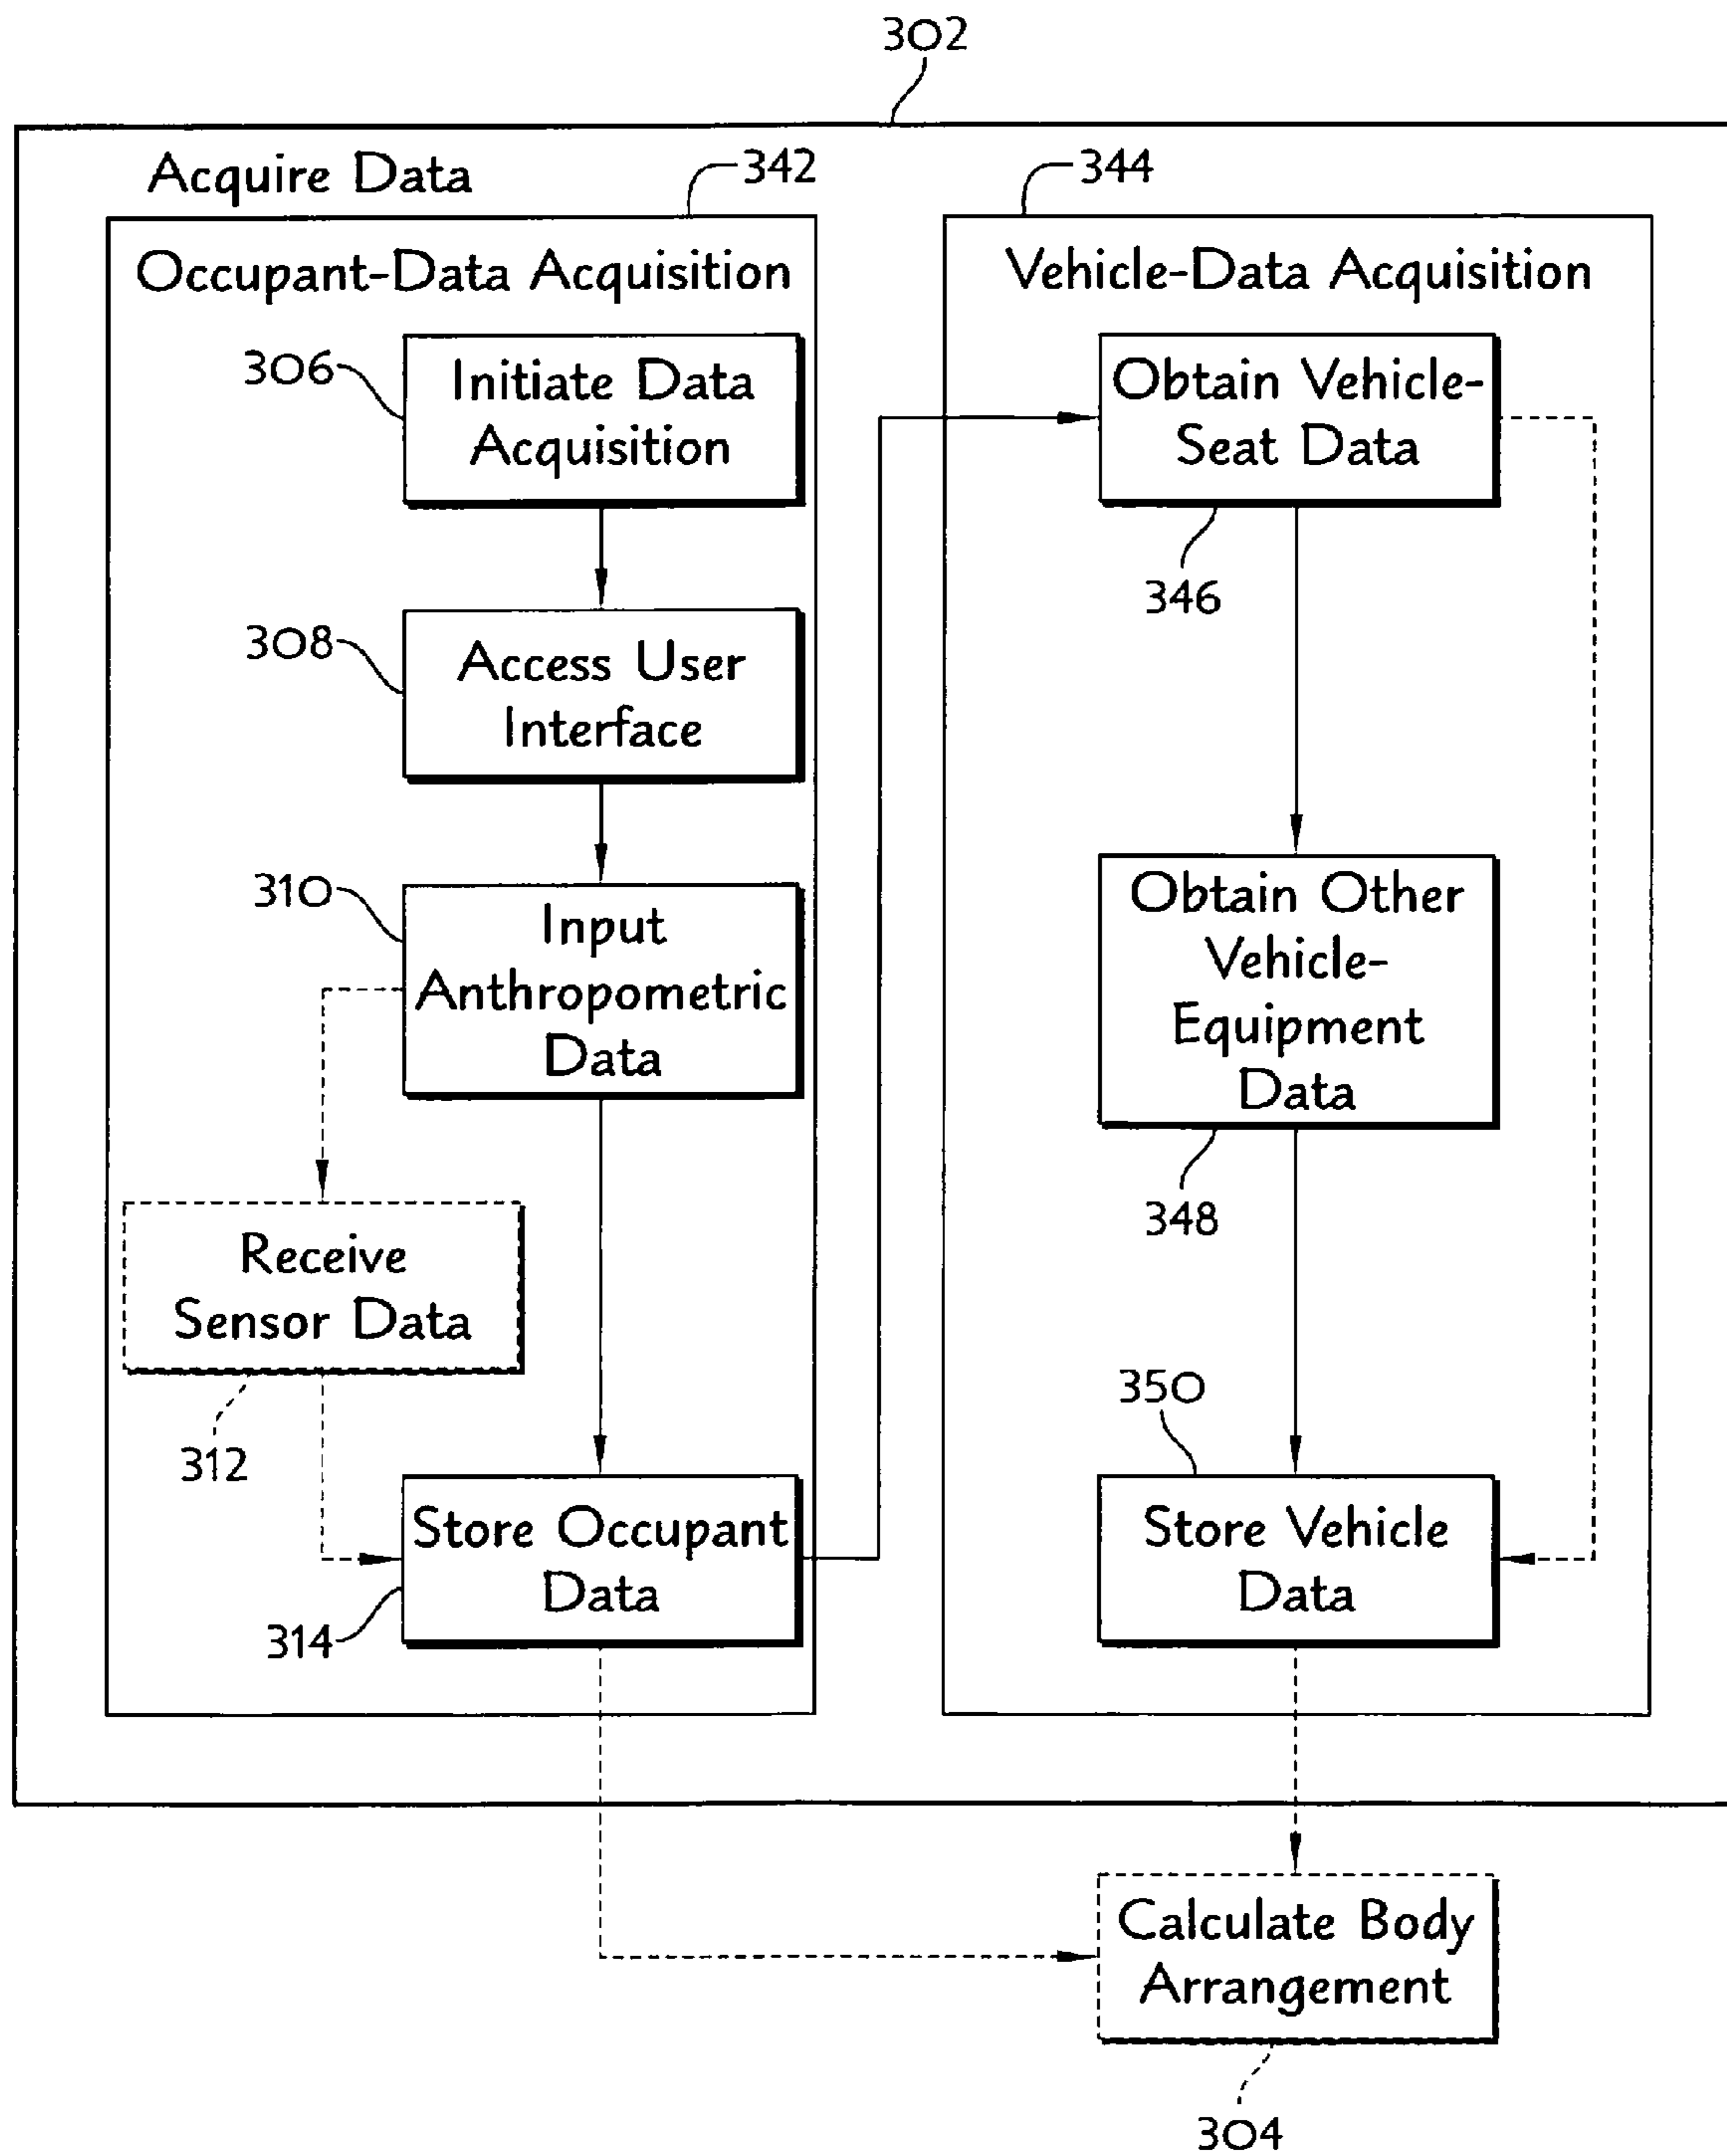 302
Acquire Data
342
344
Occupant-Data Acquisition
Vehicle-Data Acquisition
306
Initiate Data
Acquisition
Obtain Vehicle-
Seat Data
346
308
Access User
Interface
310
Input
Anthropometric
Data
Obtain Other
Vehicle-
Equipment
Data
348
Receive
Sensor Data
312
350
Store Occupant
Data
314
Store Vehicle
Data
Calculate Body
Arrangement
304